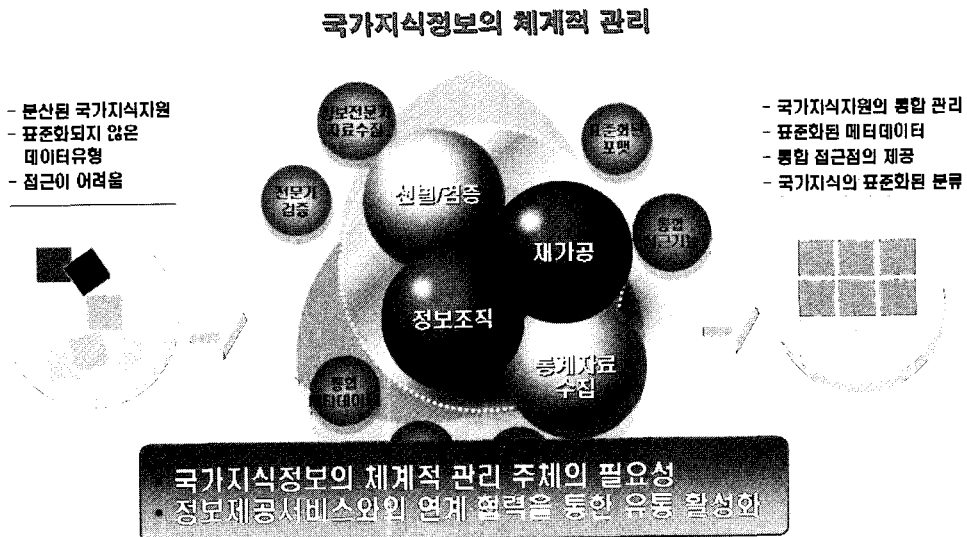 국가지식정보의 체계적 관리
- 분산된 국가지식지원
- 표준화되지 않은
데이터유형
- 접근이 어려움
정보전문가
자료수집
전문가
검증
선별/검증
표준화된
포맷
재가공
통합
정보조직
통계자료
수집
통합
메타데이터
- 국가지식지원의 통합 관리
- 표준화된 메터데이터
- 통합 접근점의 제공
- 국가지식의 표준화된 분류
국가지식정보의 체계적 관리 주체의 필요성
• 정보제공서비스와의 연계 협력을 통한 유통 활성화